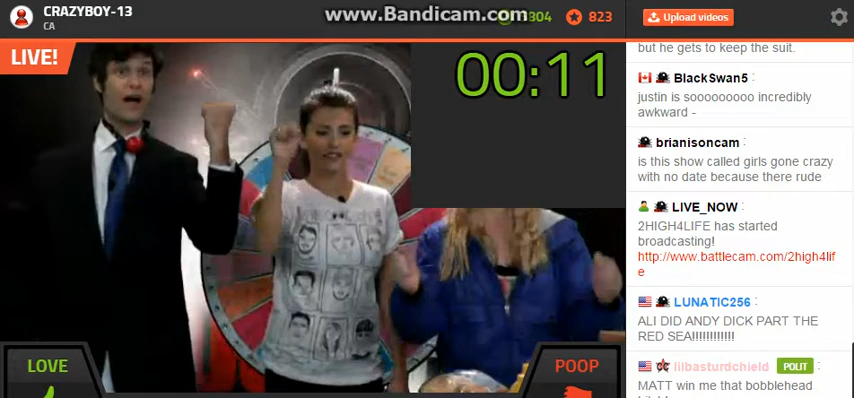 CRAZYBOY-13
CA
www.Bandicam.com
804
823
Upload videos
LIVE!
00:11
but he gets to keep the suit.
BlackSwan5 :
justin is sooooooooo incredibly
awkward -
brianisoncam :
is this show called girls gone crazy
with no date because there rude
LIVE_NOW :
2HIGH4LIFE has started
broadcasting!
http://www.battlecam.com/2high4lif
e
LUNATIC256 :
ALI DID ANDY DICK PART THE
RED SEA!!!!!!!!!!!!
lilbasturdchield POLIT :
MATT win me that bobblehead
LOVE
POOP